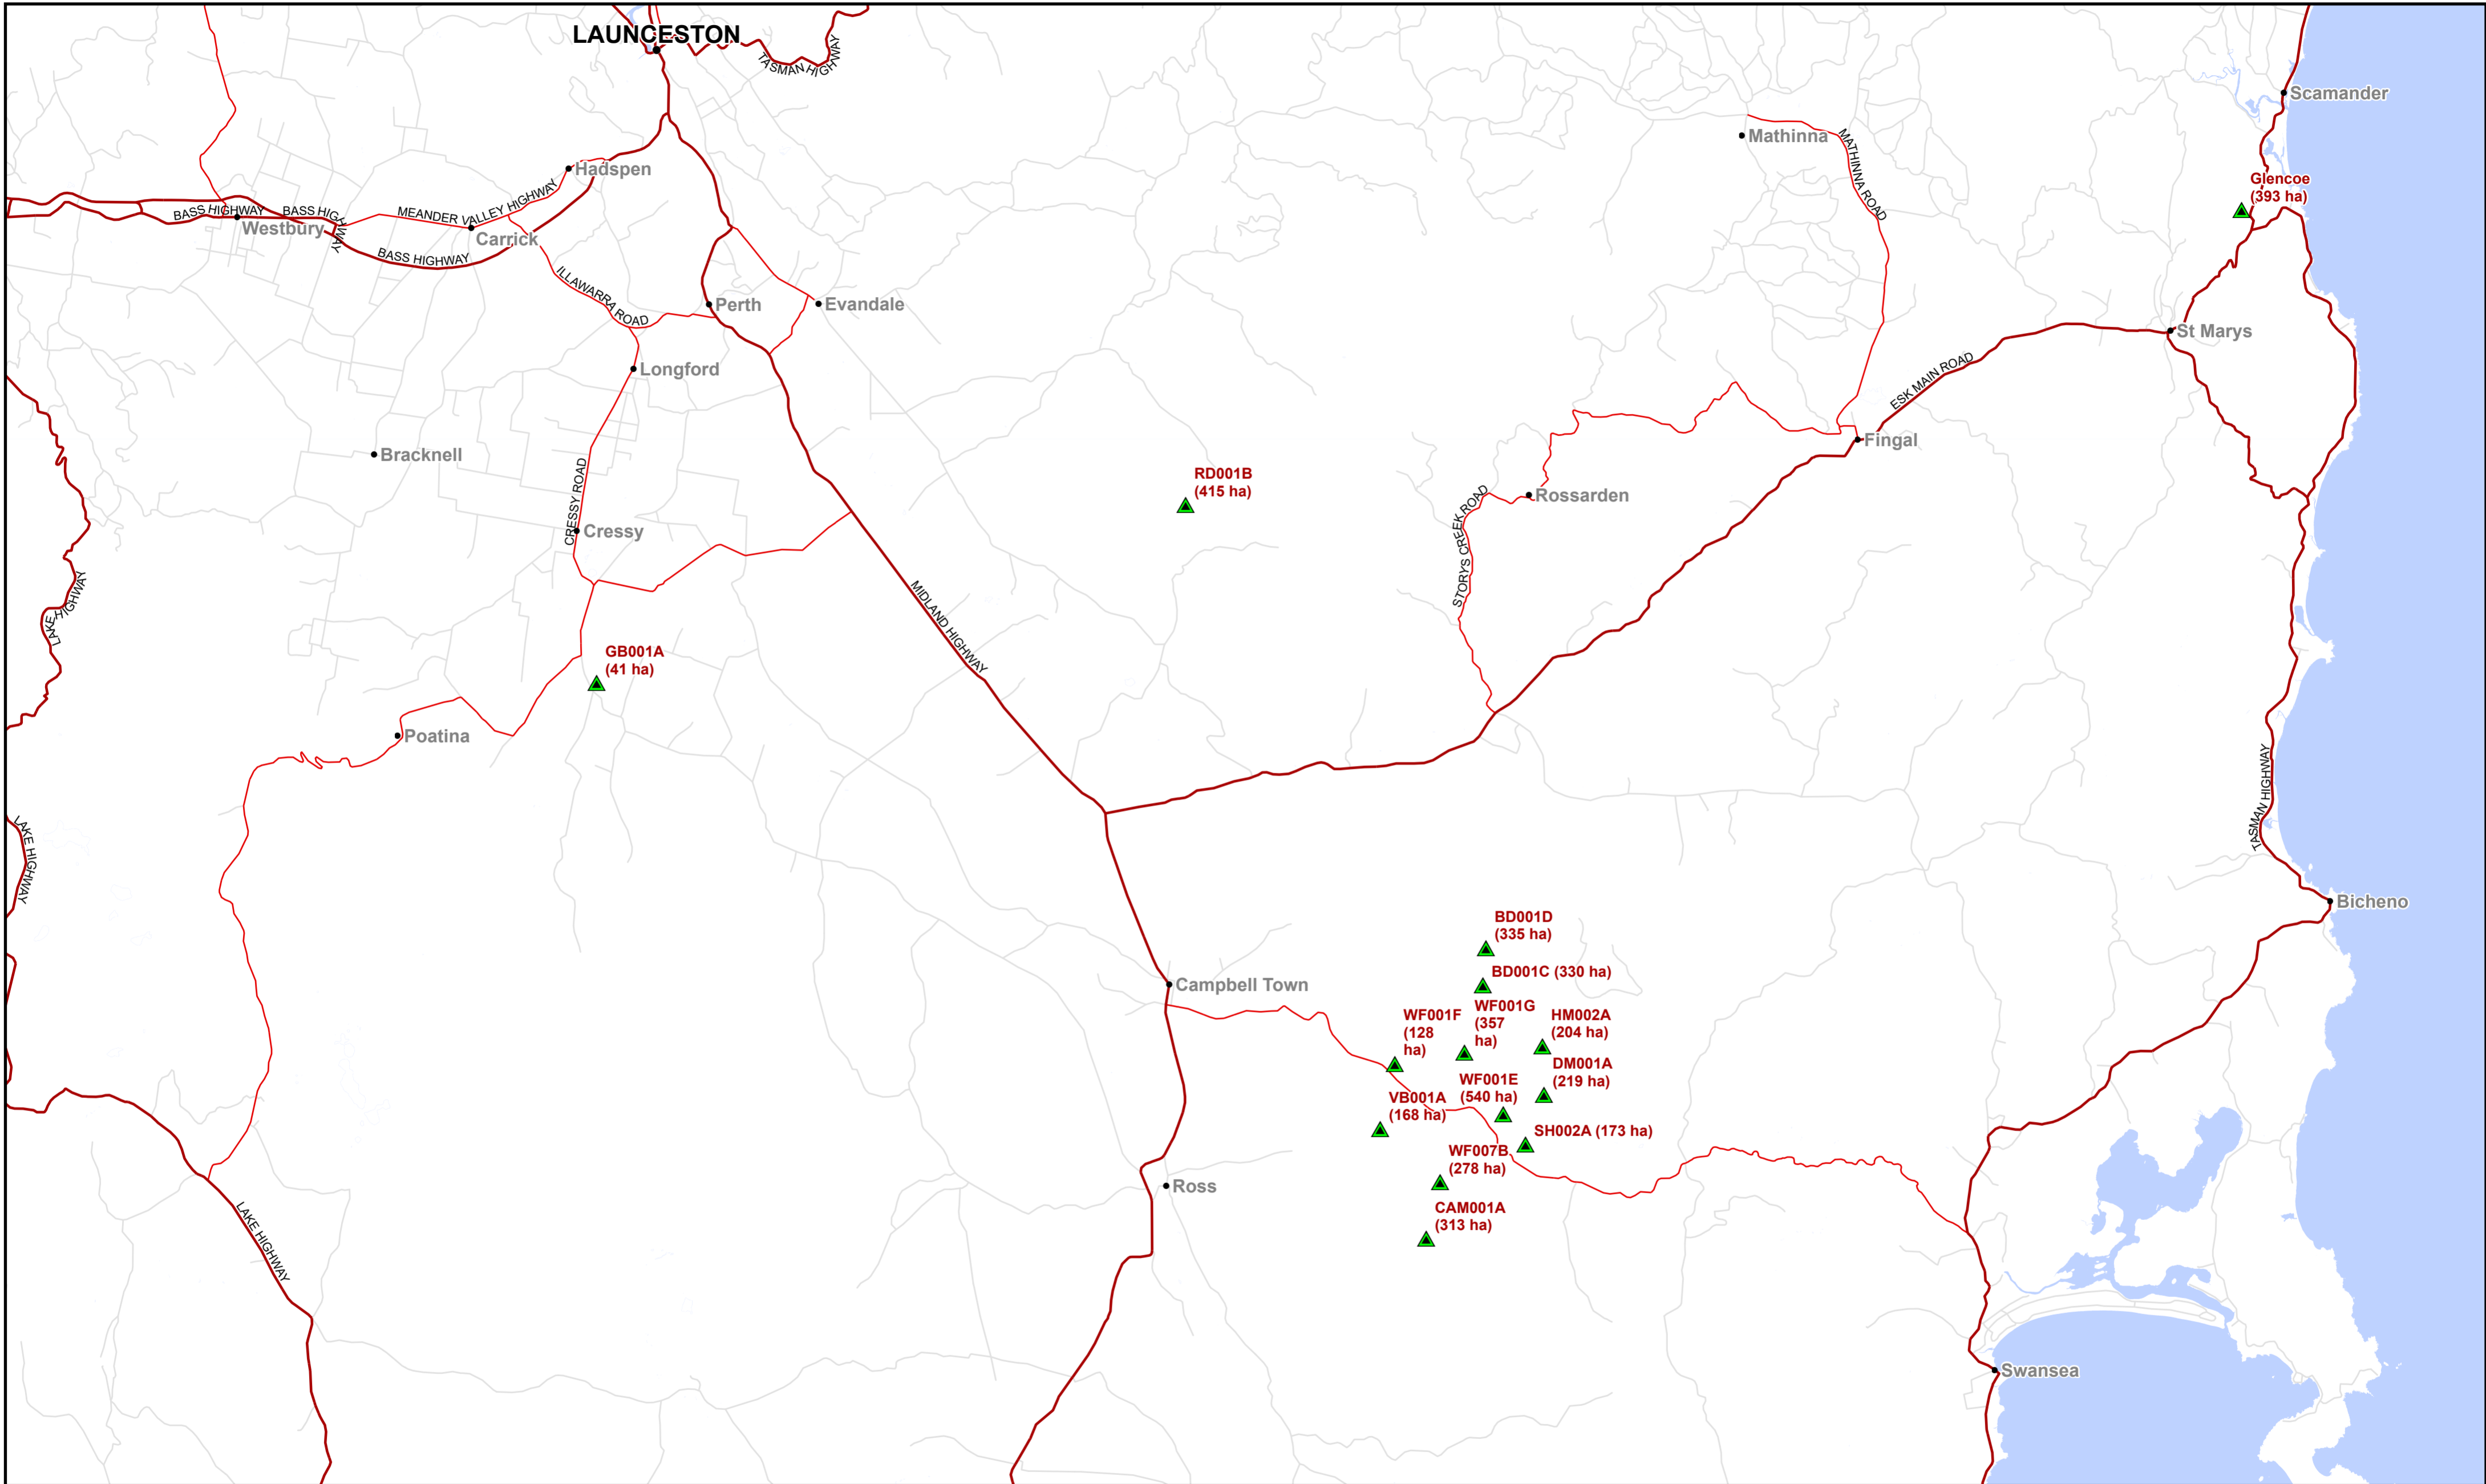 LAUNCESTON
TASMAN HIGHWAY
Scamander
Mathinna
MATHINNA ROAD
Hadspen
Glencoe
(393 ha)
BASS HIGHWAY
BASS HIGHWAY
MEANDER VALLEY HIGHWAY
Westbury
Carrick
BASS HIGHWAY
ILLAWARRA ROAD
Perth
Evandale
St Marys
Longford
ESK MAIN ROAD
Fingal
Bracknell
CRESSY ROAD
RD001B
(415 ha)
Rossarden
STORYS CREEK ROAD
Cressy
LAKE HIGHWAY
MIDLAND HIGHWAY
GB001A
(41 ha)
Poatina
TASMAN HIGHWAY
LAKE HIGHWAY
Bicheno
BD001D
(335 ha)
BD001C (330 ha)
Campbell Town
WF001G
(357
ha)
WF001F
(128
ha)
HM002A
(204 ha)
DM001A
(219 ha)
WF001E
(540 ha)
VB001A
(168 ha)
SH002A (173 ha)
WF007B
(278 ha)
Ross
CAM001A
(313 ha)
LAKE HIGHWAY
Swansea